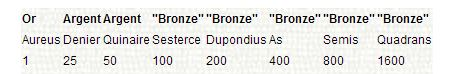 Or Argent Argent "Bronze" "Bronze" "Bronze" "Bronze" "Bronze"
Aureus Denier Quinaire Sesterce Dupondius As Semis Quadrans
1 25 50 100 200 400 800 1600